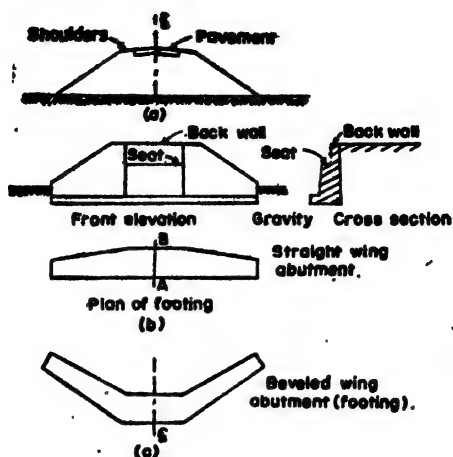 ℄
Shoulders Pavement
(a)
Back wall
Seat
Back wall
Seat
Front elevation Gravity Cross section
B
Straight wing
abutment.
A
Plan of footing
(b)
Beveled wing
abutment (footing).
℄
(c)